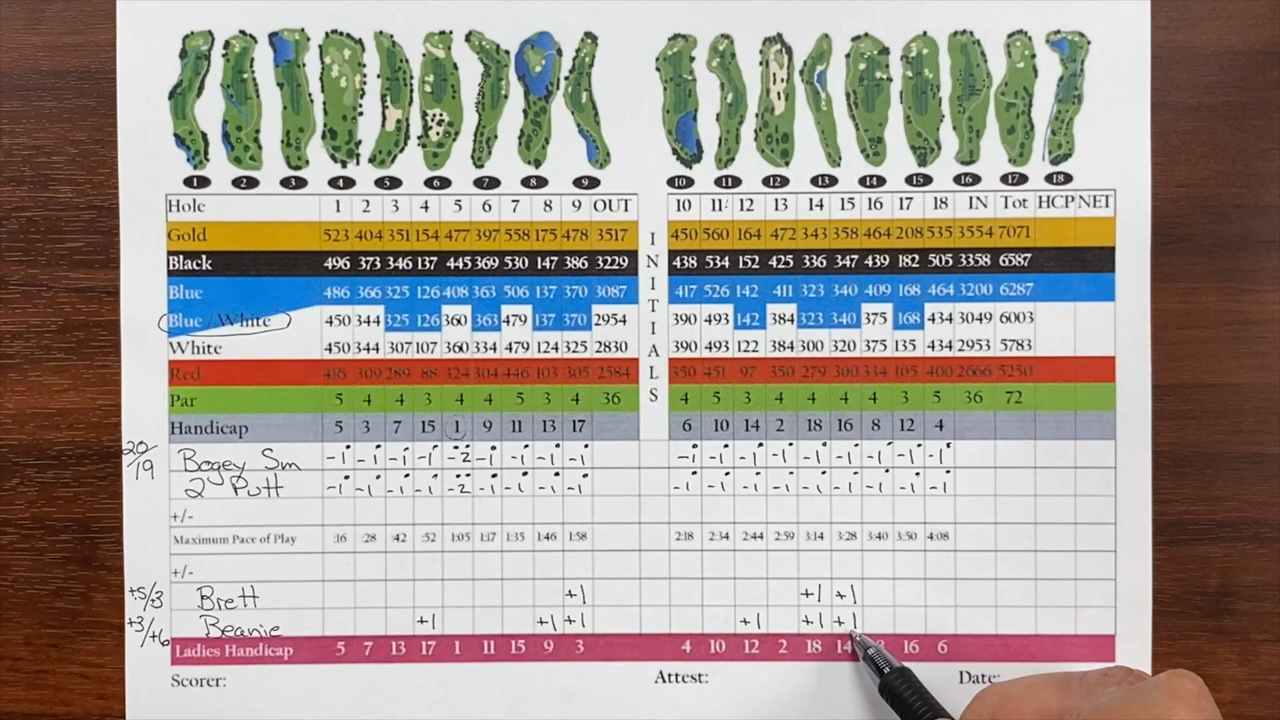 1 2 3 4 5 6 7 8 9 10 11 12 13 14 15 16 17 18
Hole 1 2 3 4 5 6 7 8 9 OUT 10 11 12 13 14 15 16 17 18 IN Tot HCP NET
Gold 523 404 351 154 477 397 558 175 478 3517 450 560 164 472 343 358 464 208 535 3554 7071
Black 496 373 346 137 445 369 530 147 386 3229 438 534 152 425 336 347 439 182 505 3358 6587
Blue 486 366 325 126 408 363 506 137 370 3087 417 526 142 411 323 340 409 168 464 3200 6287
Blue / White 450 344 325 126 360 363 479 137 370 2954 390 493 142 384 323 340 375 168 434 3049 6003
White 450 344 307 107 360 334 479 124 325 2830 390 493 122 384 300 320 375 135 434 2953 5783
Red 416 309 289 88 324 304 446 103 305 2584 350 451 97 350 279 300 334 105 400 2666 5250
Par 5 4 4 3 4 4 5 3 4 36 4 5 3 4 4 4 4 3 5 36 72
INITIALS
Handicap 5 3 7 15 1 9 11 13 17 6 10 14 2 18 16 8 12 4
20/19 Bogey Sm -1 -1 -1 -1 -2 -1 -1 -1 -1 -1 -1 -1 -1 -1 -1 -1 -1 -1
2 Putt -1 -1 -1 -1 -2 -1 -1 -1 -1 -1 -1 -1 -1 -1 -1 -1 -1 -1
+/-
Maximum Pace of Play :16 :28 :42 :52 1:05 1:17 1:35 1:46 1:58 2:18 2:34 2:44 2:59 3:14 3:28 3:40 3:50 4:08
+/-
Brett +1 +1 +1
+3/+6 Beanie +1 +1 +1 +1 +1 +1
Ladies Handicap 5 7 13 17 1 11 15 9 3 4 10 12 2 18 14 16 6
Scorer: Attest: Date: